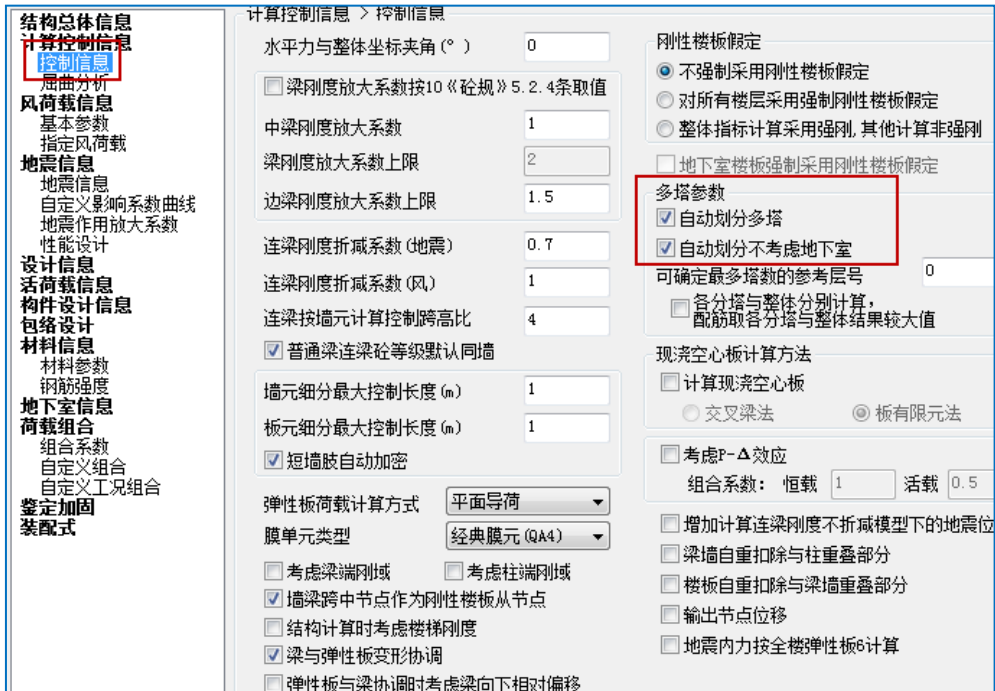 结构总体信息
计算控制信息
控制信息
屈曲分析
风荷载信息
基本参数
指定风荷载
地震信息
地震信息
自定义影响系数曲线
地震作用放大系数
性能设计
设计信息
活荷载信息
构件设计信息
包络设计
材料信息
材料参数
钢筋强度
地下室信息
荷载组合
组合系数
自定义组合
自定义工况组合
鉴定加固
装配式
计算控制信息 > 控制信息
水平力与整体坐标夹角(°) 0
梁刚度放大系数按10《砼规》5.2.4条取值
中梁刚度放大系数 1
梁刚度放大系数上限 2
边梁刚度放大系数上限 1.5
连梁刚度折减系数(地震) 0.7
连梁刚度折减系数(风) 1
连梁按墙元计算控制跨高比 4
普通梁连梁砼等级默认同墙
墙元细分最大控制长度(m) 1
板元细分最大控制长度(m) 1
短墙肢自动加密
弹性板荷载计算方式 平面导荷
膜单元类型 经典膜元(QA4)
考虑梁端刚域 考虑柱端刚域
墙梁跨中节点作为刚性楼板从节点
结构计算时考虑楼梯刚度
梁与弹性板变形协调
弹性板与梁协调时考虑梁向下相对偏移
刚性楼板假定
不强制采用刚性楼板假定
对所有楼层采用强制刚性楼板假定
整体指标计算采用强刚,其他计算非强刚
地下室楼板强制采用刚性楼板假定
多塔参数
自动划分多塔
自动划分不考虑地下室
可确定最多塔数的参考层号 0
各分塔与整体分别计算,
配筋取各分塔与整体结果较大值
现浇空心板计算方法
计算现浇空心板
交叉梁法 板有限元法
考虑P-Δ效应
组合系数: 恒载 1 活载 0.5
增加计算连梁刚度不折减模型下的地震位
梁墙自重扣除与柱重叠部分
楼板自重扣除与梁墙重叠部分
输出节点位移
地震内力按全楼弹性板6计算